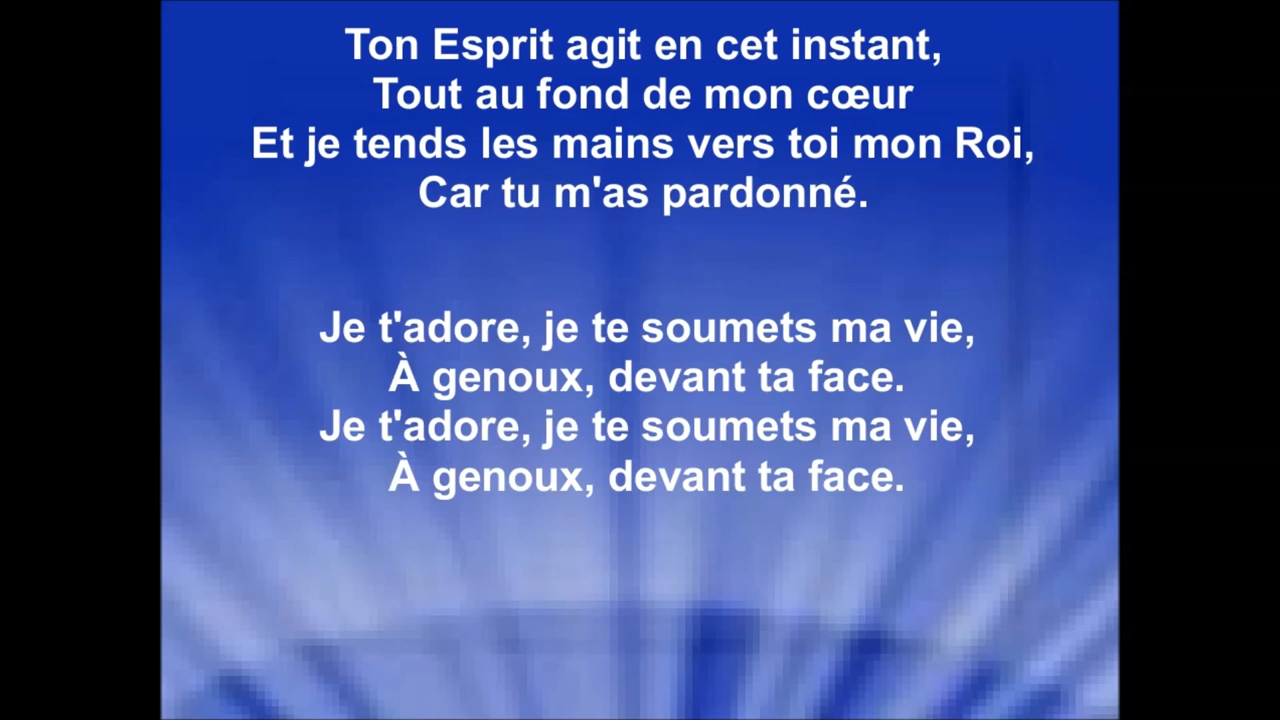 Ton Esprit agit en cet instant,
Tout au fond de mon cœur
Et je tends les mains vers toi mon Roi,
Car tu m'as pardonné.
Je t'adore, je te soumets ma vie,
À genoux, devant ta face.
Je t'adore, je te soumets ma vie,
À genoux, devant ta face.